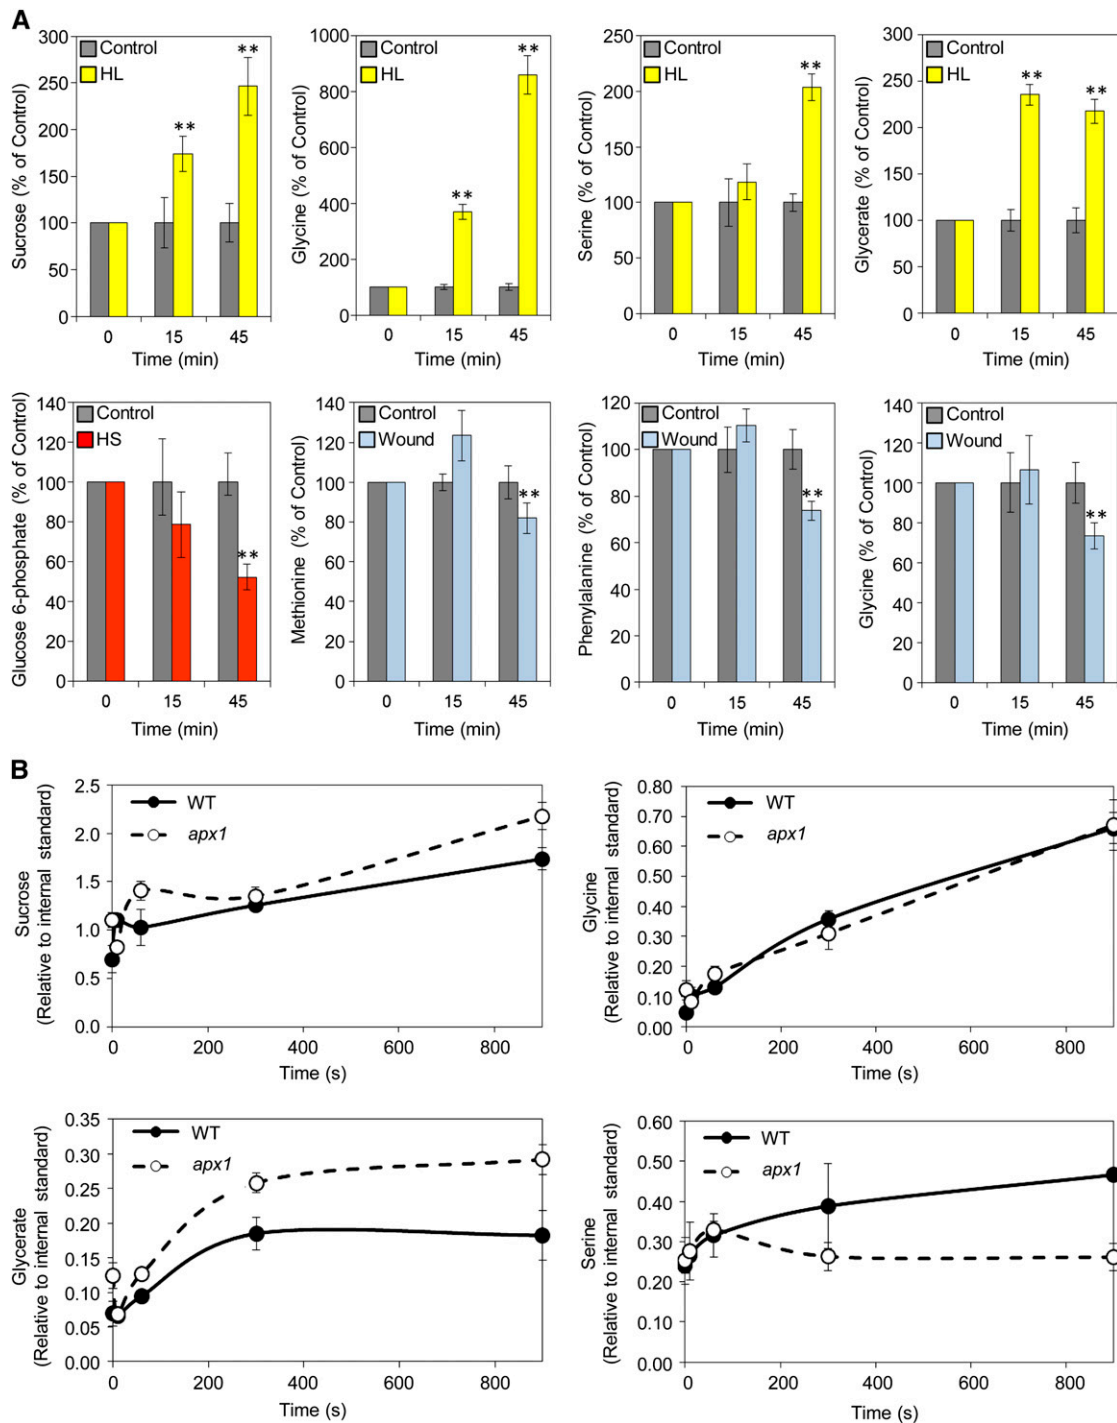 A
Sucrose (% of Control)
300
250
200
150
100
50
0
Control
HL
**
**
0 15 45
Time (min)
Glycine (% of Control)
1000
800
600
400
200
0
Control
HL
**
**
0 15 45
Time (min)
Serine (% of Control)
250
200
150
100
50
0
Control
HL
**
0 15 45
Time (min)
Glycerate (% of Control)
300
250
200
150
100
50
0
Control
HL
**
**
0 15 45
Time (min)
Glucose 6-phosphate (% of Control)
140
120
100
80
60
40
20
0
Control
HS
**
0 15 45
Time (min)
Methionine (% of Control)
140
120
100
80
60
40
20
0
Control
Wound
**
0 15 45
Time (min)
Phenylalanine (% of Control)
120
100
80
60
40
20
0
Control
Wound
**
0 15 45
Time (min)
Glycine (% of Control)
140
120
100
80
60
40
20
0
Control
Wound
**
0 15 45
Time (min)
B
Sucrose
(Relative to internal standard)
2.5
2.0
1.5
1.0
0.5
0.0
WT
apx1
0 200 400 600 800
Time (s)
Glycine
(Relative to internal standard)
0.80
0.70
0.60
0.50
0.40
0.30
0.20
0.10
0.00
WT
apx1
0 200 400 600 800
Time (s)
Glycerate
(Relative to internal standard)
0.35
0.30
0.25
0.20
0.15
0.10
0.05
0.00
WT
apx1
0 200 400 600 800
Time (s)
Serine
(Relative to internal standard)
0.60
0.50
0.40
0.30
0.20
0.10
0.00
WT
apx1
0 200 400 600 800
Time (s)